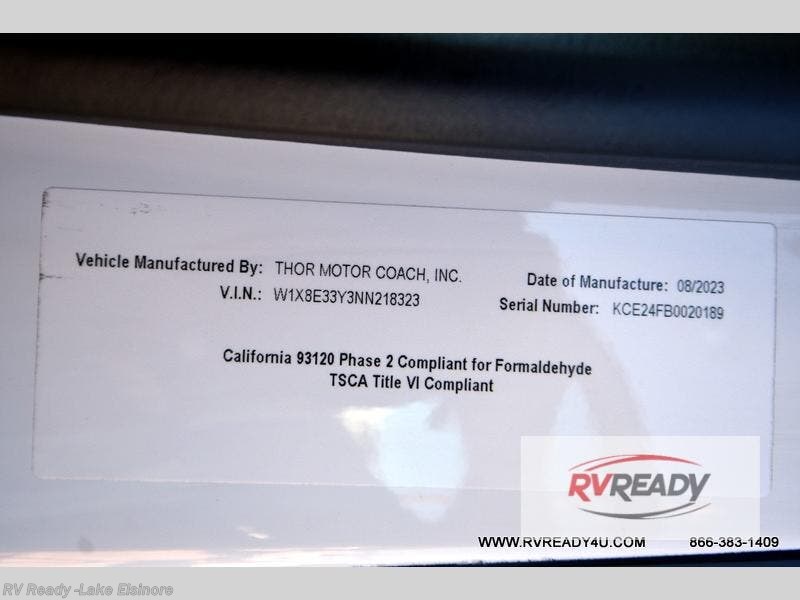 Vehicle Manufactured By: THOR MOTOR COACH, INC.
Date of Manufacture: 08/2023
V.I.N.: W1X8E33Y3NN218323
Serial Number: KCE24FB0020189
California 93120 Phase 2 Compliant for Formaldehyde
TSCA Title VI Compliant
RVREADY
WWW.RVREADY4U.COM 866-383-1409
RV Ready -Lake Elsinore